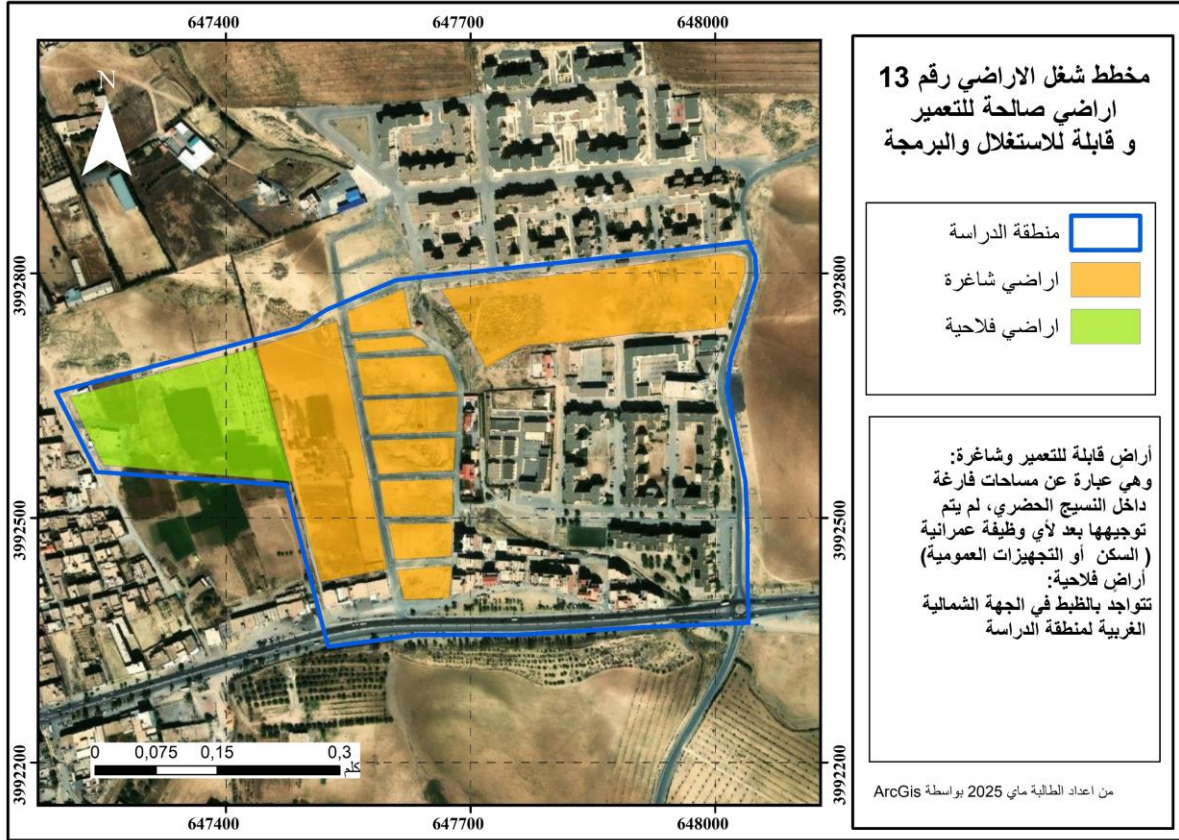 647400
647700
648000
N
3992800
3992800
3992500
3992500
3992200
3992200
0
0,075
0,15
0,3
كلم
647400
647700
648000
مخطط شغل الاراضي رقم 13
اراضي صالحة للتعمير
و قابلة للاستغلال والبرمجة
منطقة الدراسة
اراضي شاغرة
اراضي فلاحية
أراضٍ قابلة للتعمير وشاغرة:
وهي عبارة عن مساحات فارغة
داخل النسيج الحضري، لم يتم
توجيهها بعد لأي وظيفة عمرانية
( السكن أو التجهيزات العمومية)
أراضٍ فلاحية:
تتواجد بالظبط في الجهة الشمالية
الغربية لمنطقة الدراسة
من اعداد الطالبة ماي 2025 بواسطة ArcGis